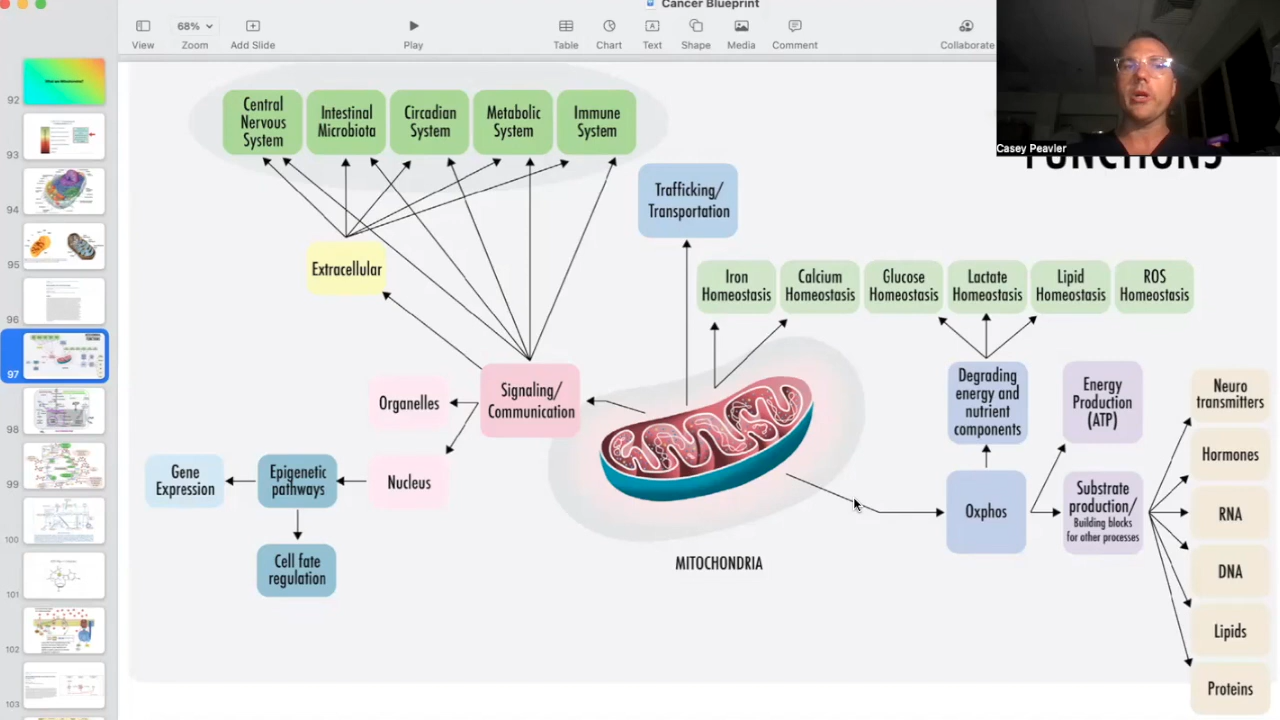 Cancer Blueprint
68%
View
Zoom
Add Slide
Play
Table
Chart
Text
Shape
Media
Comment
Collaborate
Casey Peavler
FUNCTIONS
92
93
94
95
96
97
98
99
100
101
102
103
Central
Nervous
System
Intestinal
Microbiota
Circadian
System
Metabolic
System
Immune
System
Trafficking/
Transportation
Extracellular
Iron
Homeostasis
Calcium
Homeostasis
Glucose
Homeostasis
Lactate
Homeostasis
Lipid
Homeostasis
ROS
Homeostasis
Signaling/
Communication
Organelles
Nucleus
Epigenetic
pathways
Gene
Expression
Cell fate
regulation
MITOCHONDRIA
Degrading
energy and
nutrient
components
Energy
Production
(ATP)
Oxphos
Substrate
production/
Building blocks
for other processes
Neuro
transmitters
Hormones
RNA
DNA
Lipids
Proteins